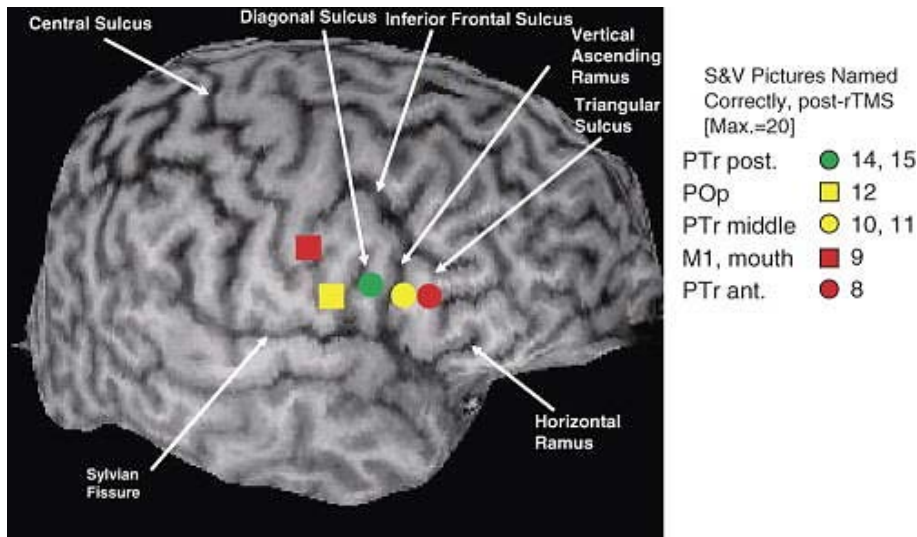 Central Sulcus
Diagonal Sulcus
Inferior Frontal Sulcus
Vertical
Ascending
Ramus
Triangular
Sulcus
Horizontal
Ramus
Sylvian
Fissure
S&V Pictures Named
Correctly, post-rTMS
[Max.=20]
PTr post. 14, 15
POp 12
PTr middle 10, 11
M1, mouth 9
PTr ant. 8